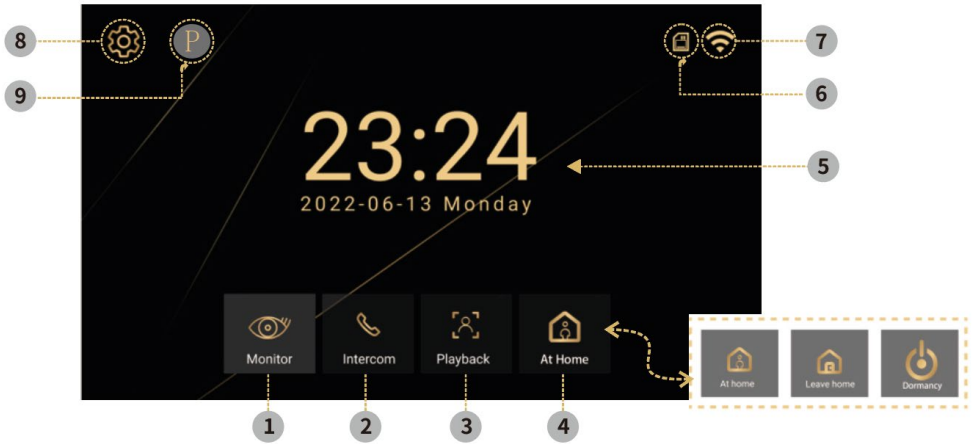 8
P
7
9
6
23:24
5
2022-06-13 Monday
Monitor
Intercom
Playback
At Home
At home
Leave home
Dormancy
1
2
3
4